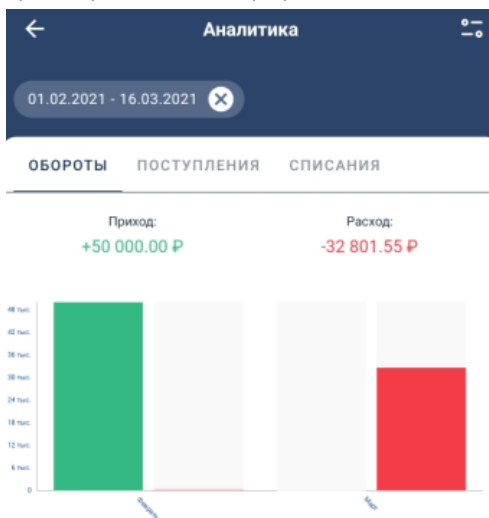 Аналитика
01.02.2021 - 16.03.2021
ОБОРОТЫ ПОСТУПЛЕНИЯ СПИСАНИЯ
Приход: Расход:
+50 000.00 ₽ -32 801.55 ₽
48 тыс.
42 тыс.
36 тыс.
30 тыс.
24 тыс.
18 тыс.
12 тыс.
6 тыс.
0
Март